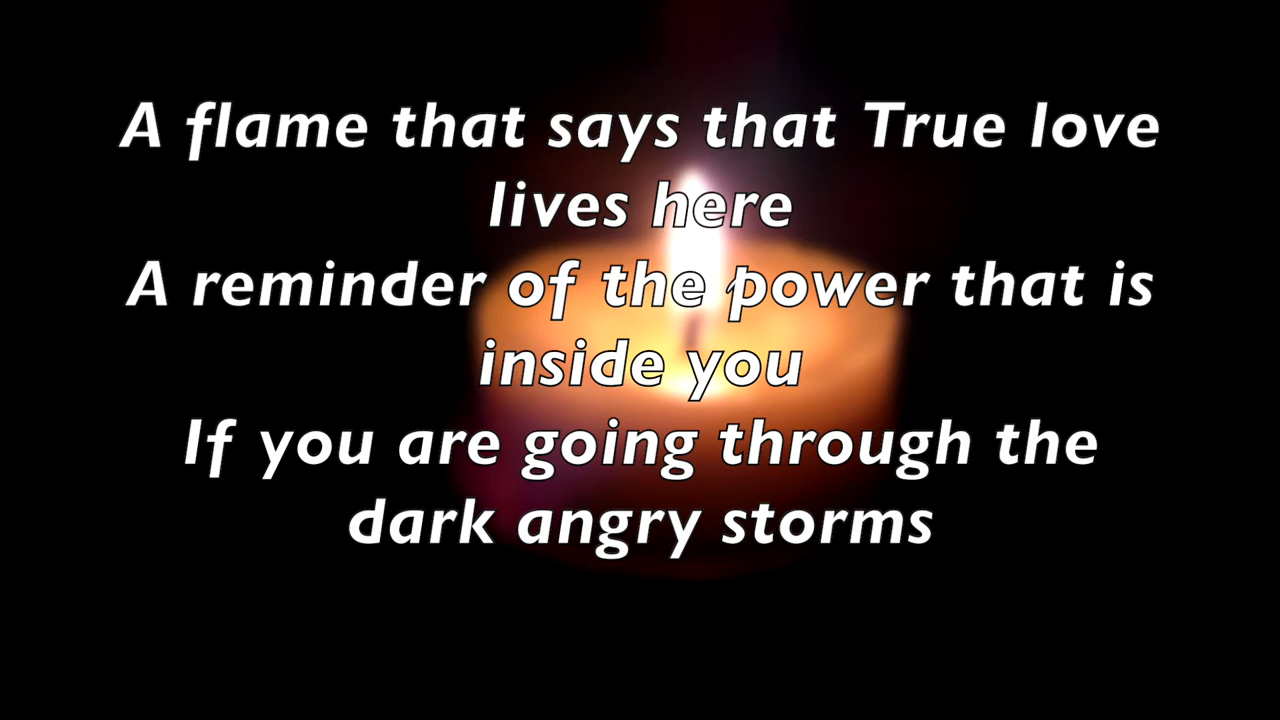 A flame that says that True love
lives here
A reminder of the power that is
inside you
If you are going through the
dark angry storms